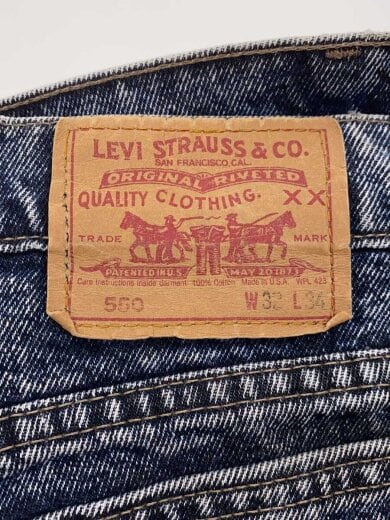 LEVI STRAUSS & CO.
SAN FRANCISCO, CAL.
ORIGINAL RIVETED
QUALITY CLOTHING. XX
TRADE MARK
PATENTED IN U.S. MAY 20 1873
Care instructions inside garment 100% Cotton Made in U.S.A. WPL 423
560 W 32 L 34